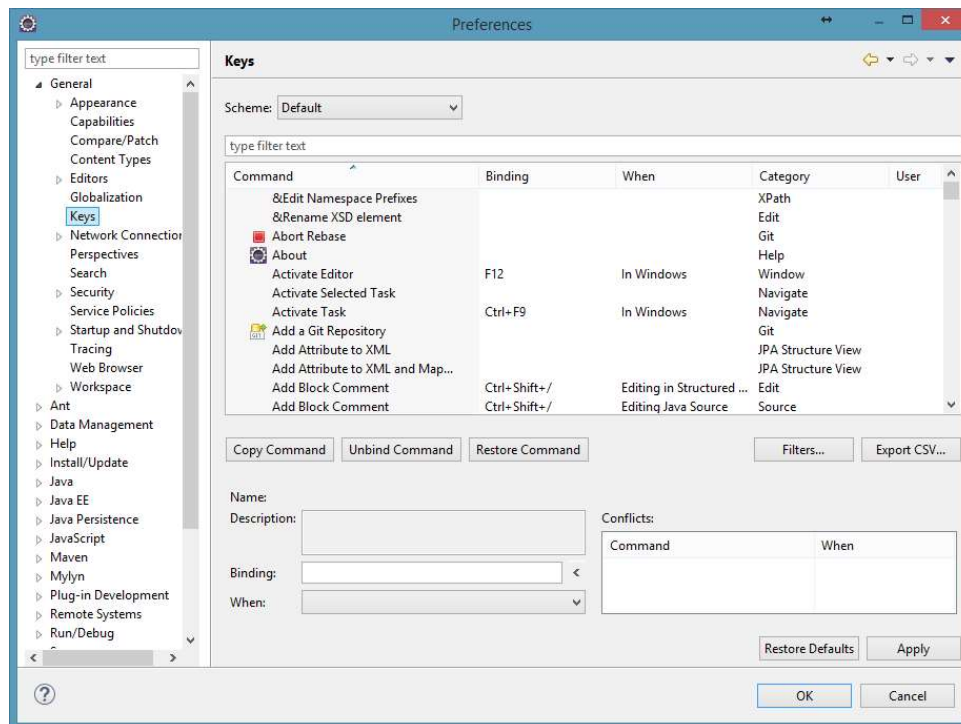 Preferences
type filter text
General
Appearance
Capabilities
Compare/Patch
Content Types
Editors
Globalization
Keys
Network Connection
Perspectives
Search
Security
Service Policies
Startup and Shutdov
Tracing
Web Browser
Workspace
Ant
Data Management
Help
Install/Update
Java
Java EE
Java Persistence
JavaScript
Maven
Mylyn
Plug-in Development
Remote Systems
Run/Debug
Keys
Scheme: Default
type filter text
Command Binding When Category User
&Edit Namespace Prefixes XPath
&Rename XSD element Edit
Abort Rebase Git
About Help
Activate Editor F12 In Windows Window
Activate Selected Task Navigate
Activate Task Ctrl+F9 In Windows Navigate
Add a Git Repository Git
Add Attribute to XML JPA Structure View
Add Attribute to XML and Map... JPA Structure View
Add Block Comment Ctrl+Shift+/ Editing in Structured ... Edit
Add Block Comment Ctrl+Shift+/ Editing Java Source Source
Copy Command Unbind Command Restore Command Filters... Export CSV...
Name:
Description:
Binding: <
When:
Conflicts:
Command When
Restore Defaults Apply
? OK Cancel